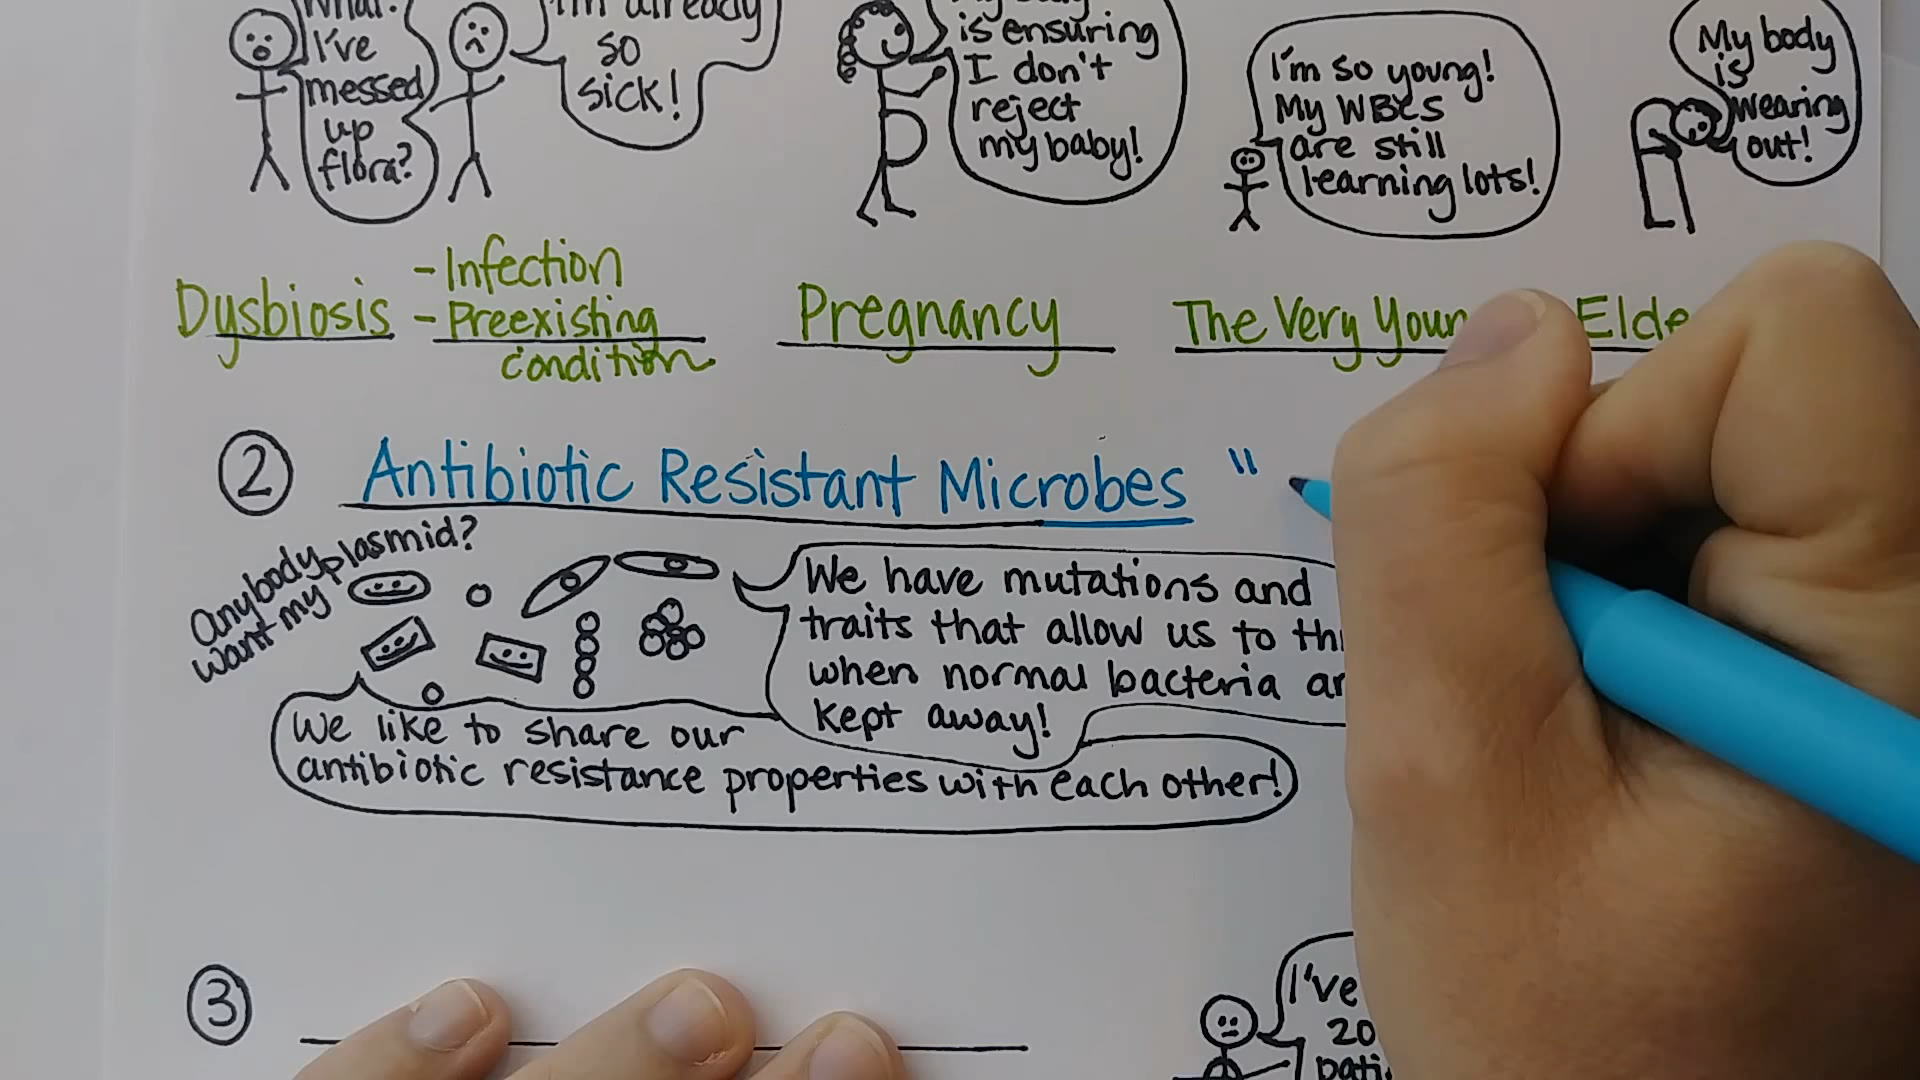 What?
I've
messed
up
flora?
I'm already
so
sick!
is ensuring
I don't
reject
my baby!
I'm so young!
My WBCS
are still
learning lots!
My body
is
wearing
out!
Dysbiosis
- Infection
- Preexisting
condition
Pregnancy
The Very Youn
Elde
2 Antibiotic Resistant Microbes "
Anybody
want my
plasmid?
We have mutations and
traits that allow us to thi
when normal bacteria ar
kept away!
We like to share our
antibiotic resistance properties with each other!
3
I've
20
pati